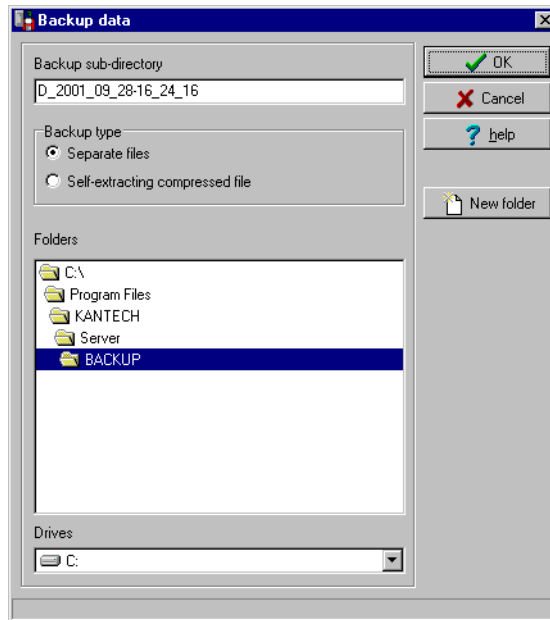 Backup data
Backup sub-directory
D_2001_09_28-16_24_16
Backup type
Separate files
Self-extracting compressed file
Folders
C:\
Program Files
KANTECH
Server
BACKUP
Drives
C:
OK
Cancel
help
New folder